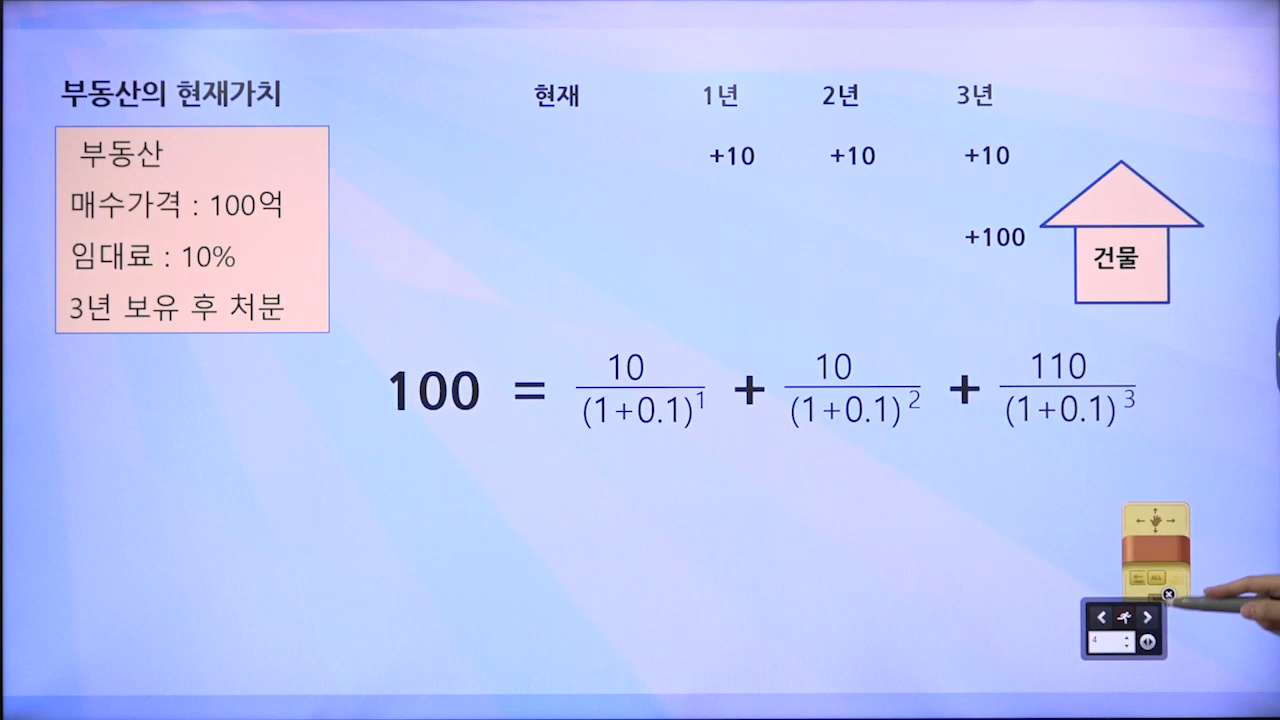 부동산의 현재가치
부동산
매수가격 : 100억
임대료 : 10%
3년 보유 후 처분
현재 1년 2년 3년
+10 +10 +10
+100
건물
100 = 10/(1+0.1)^1 + 10/(1+0.1)^2 + 110/(1+0.1)^3
ALL
4